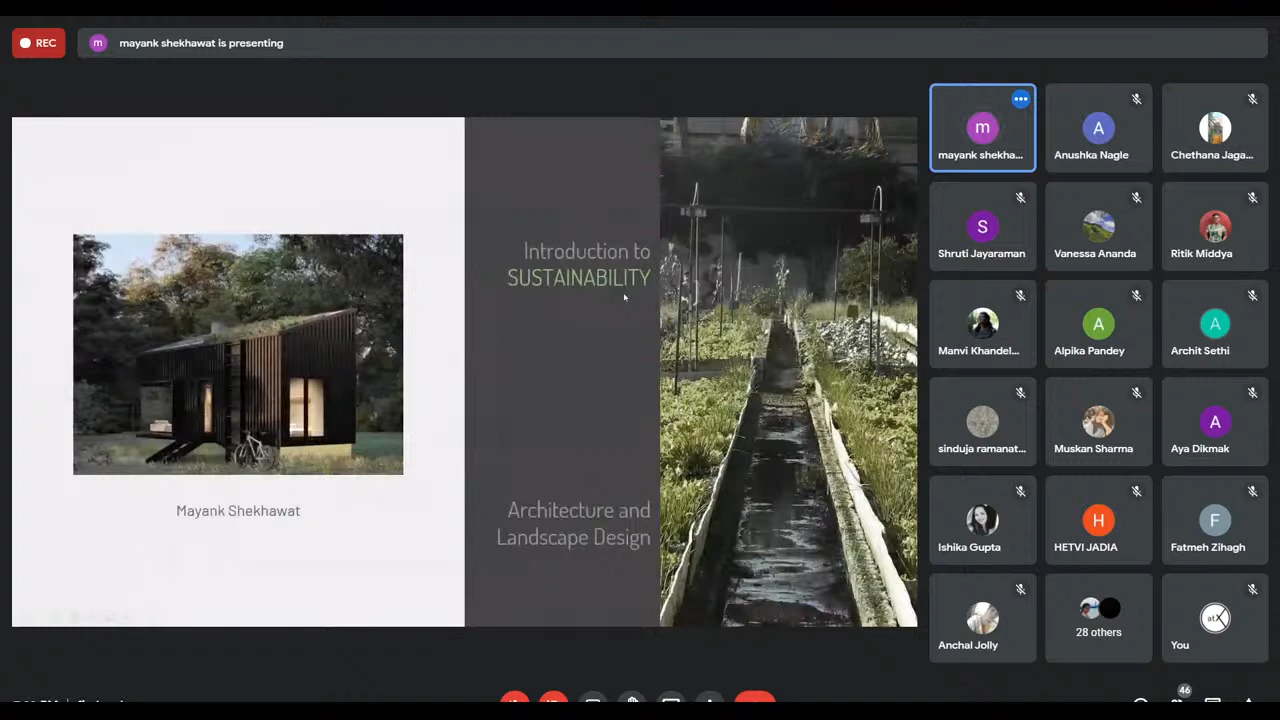 REC
m
mayank shekhawat is presenting
Introduction to
SUSTAINABILITY
Mayank Shekhawat
Architecture and
Landscape Design
m
mayank shekha...
A
Anushka Nagle
Chethana Jaga...
S
Shruti Jayaraman
Vanessa Ananda
Ritik Middya
Manvi Khandel...
A
Alpika Pandey
A
Archit Sethi
sinduja ramanat...
Muskan Sharma
A
Aya Dikmak
Ishika Gupta
H
HETVI JADIA
F
Fatmeh Zihagh
Anchal Jolly
28 others
atX
You
46